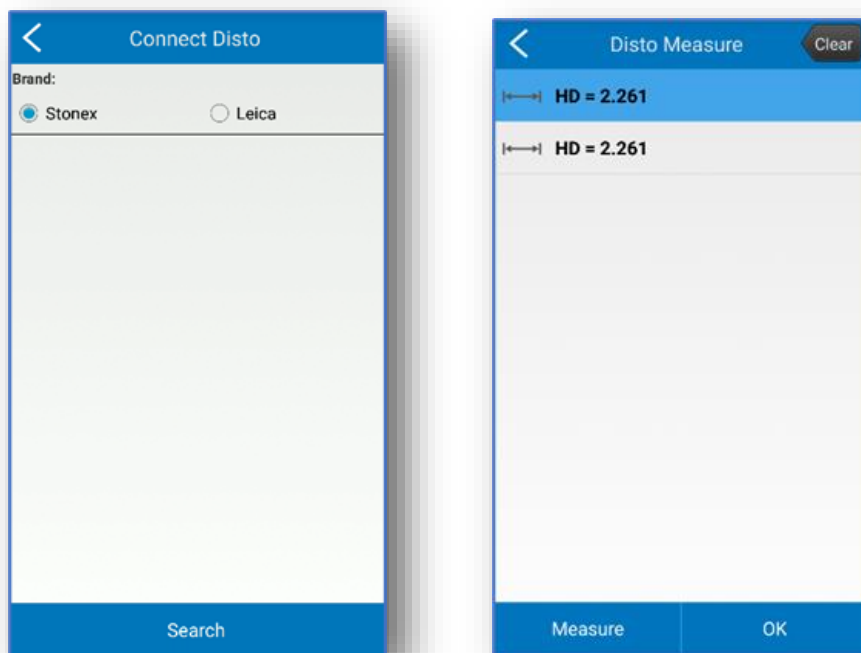 Connect Disto
Brand:
Stonex Leica
Search
Disto Measure Clear
HD = 2.261
HD = 2.261
Measure OK